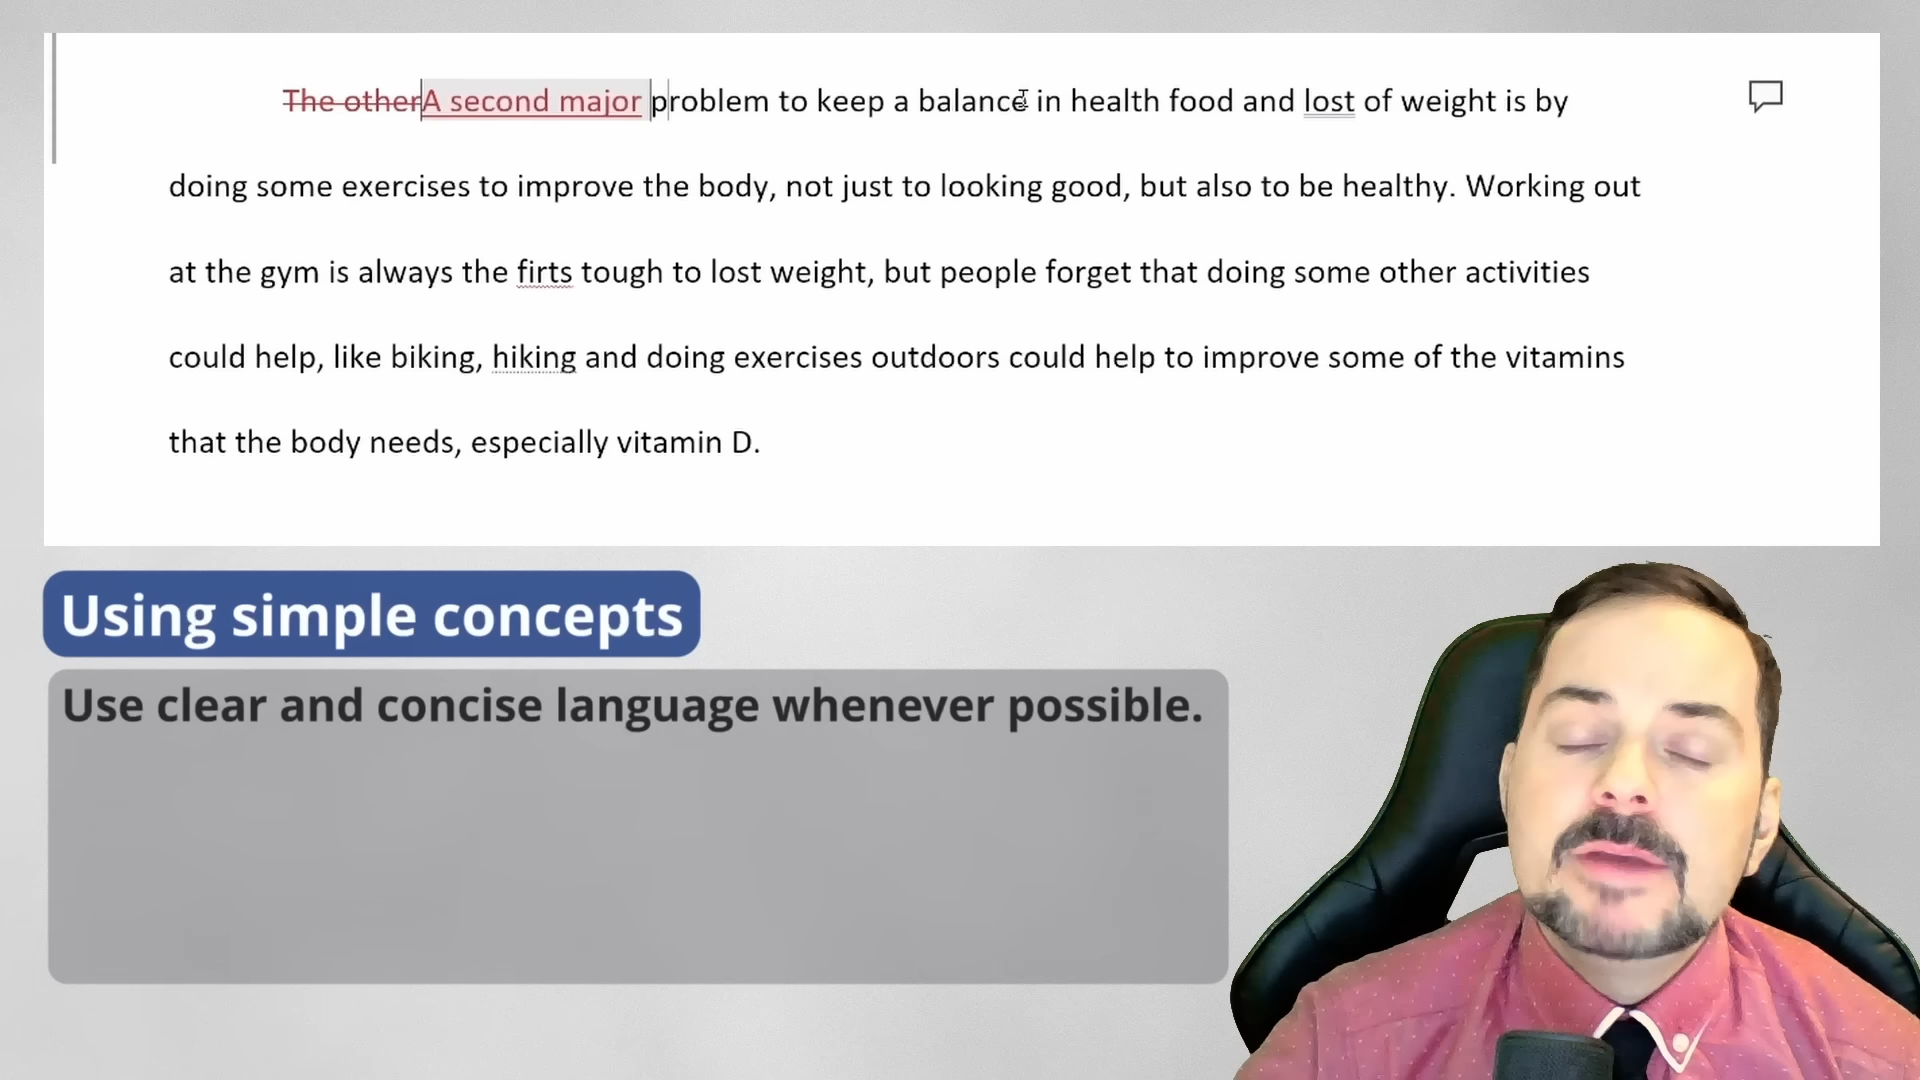 The otherA second major problem to keep a balance in health food and lost of weight is by
doing some exercises to improve the body, not just to looking good, but also to be healthy. Working out
at the gym is always the firts tough to lost weight, but people forget that doing some other activities
could help, like biking, hiking and doing exercises outdoors could help to improve some of the vitamins
that the body needs, especially vitamin D.
Using simple concepts
Use clear and concise language whenever possible.